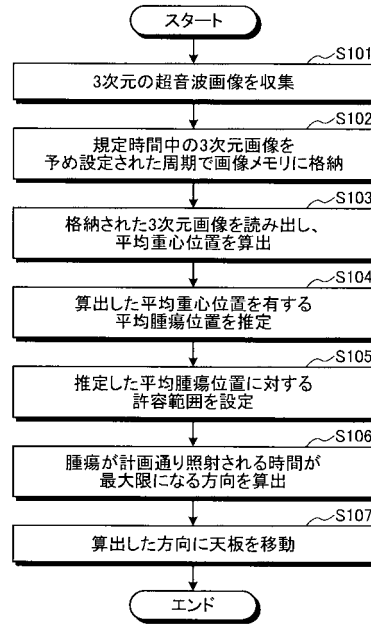 スタート
S101
3次元の超音波画像を収集
S102
規定時間中の3次元画像を
予め設定された周期で画像メモリに格納
S103
格納された3次元画像を読み出し、
平均重心位置を算出
S104
算出した平均重心位置を有する
平均腫瘍位置を推定
S105
推定した平均腫瘍位置に対する
許容範囲を設定
S106
腫瘍が計画通り照射される時間が
最大限になる方向を算出
S107
算出した方向に天板を移動
エンド